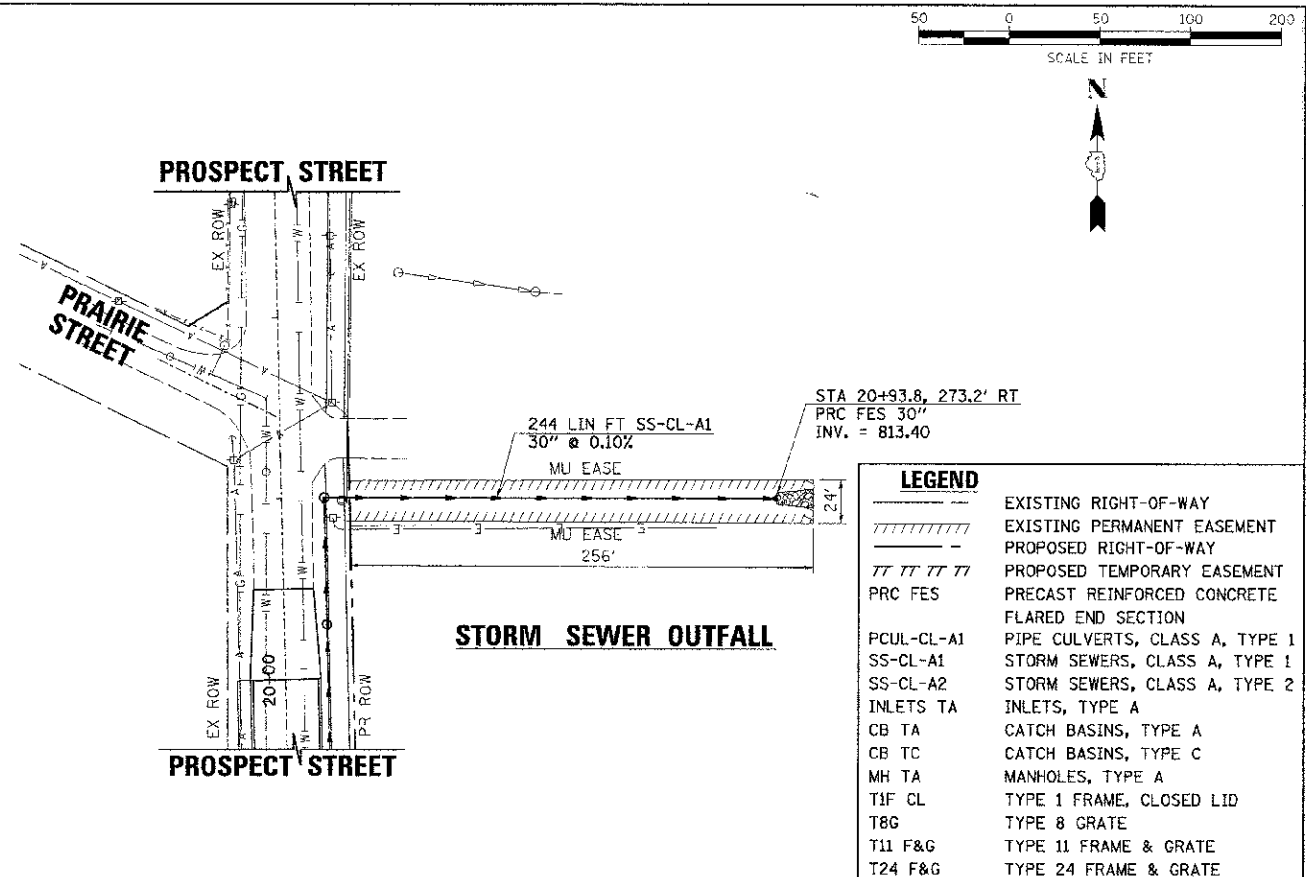 50 0 50 100 200
SCALE IN FEET
N
PROSPECT STREET
EX ROW
EX ROW
PRAIRIE
STREET
STA 20+93.8, 273.2' RT
PRC FES 30"
INV. = 813.40
244 LIN FT SS-CL-A1
30" @ 0.10%
MU EASE
24'
MU EASE
256'
STORM SEWER OUTFALL
20+00
EX ROW
PR ROW
PROSPECT STREET
LEGEND
EXISTING RIGHT-OF-WAY
EXISTING PERMANENT EASEMENT
PROPOSED RIGHT-OF-WAY
PROPOSED TEMPORARY EASEMENT
PRC FES PRECAST REINFORCED CONCRETE
FLARED END SECTION
PCUL-CL-A1 PIPE CULVERTS, CLASS A, TYPE 1
SS-CL-A1 STORM SEWERS, CLASS A, TYPE 1
SS-CL-A2 STORM SEWERS, CLASS A, TYPE 2
INLETS TA INLETS, TYPE A
CB TA CATCH BASINS, TYPE A
CB TC CATCH BASINS, TYPE C
MH TA MANHOLES, TYPE A
T1F CL TYPE 1 FRAME, CLOSED LID
T8G TYPE 8 GRATE
T11 F&G TYPE 11 FRAME & GRATE
T24 F&G TYPE 24 FRAME & GRATE